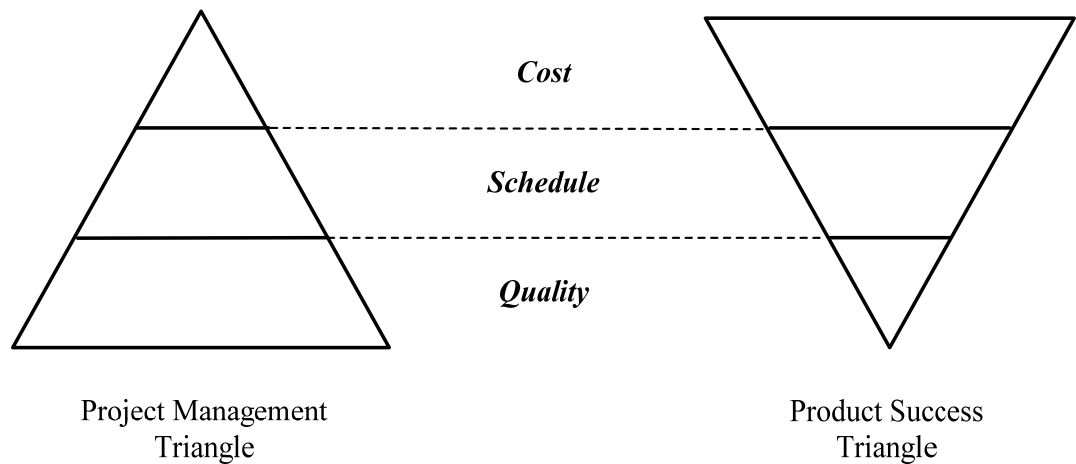 Cost
Schedule
Quality
Project Management
Triangle
Product Success
Triangle